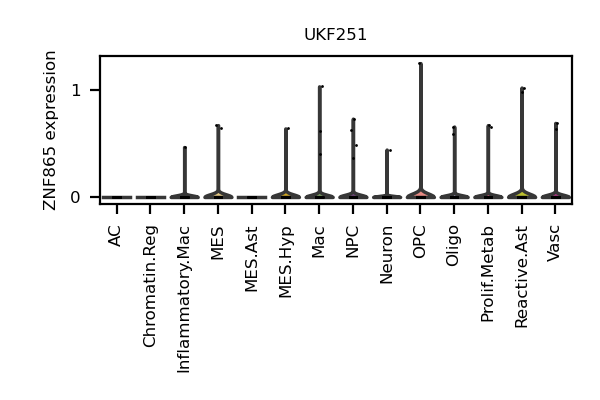 UKF251
ZNF865 expression
1
0
AC
Chromatin.Reg
Inflammatory.Mac
MES
MES.Ast
MES.Hyp
Mac
NPC
Neuron
OPC
Oligo
Prolif.Metab
Reactive.Ast
Vasc